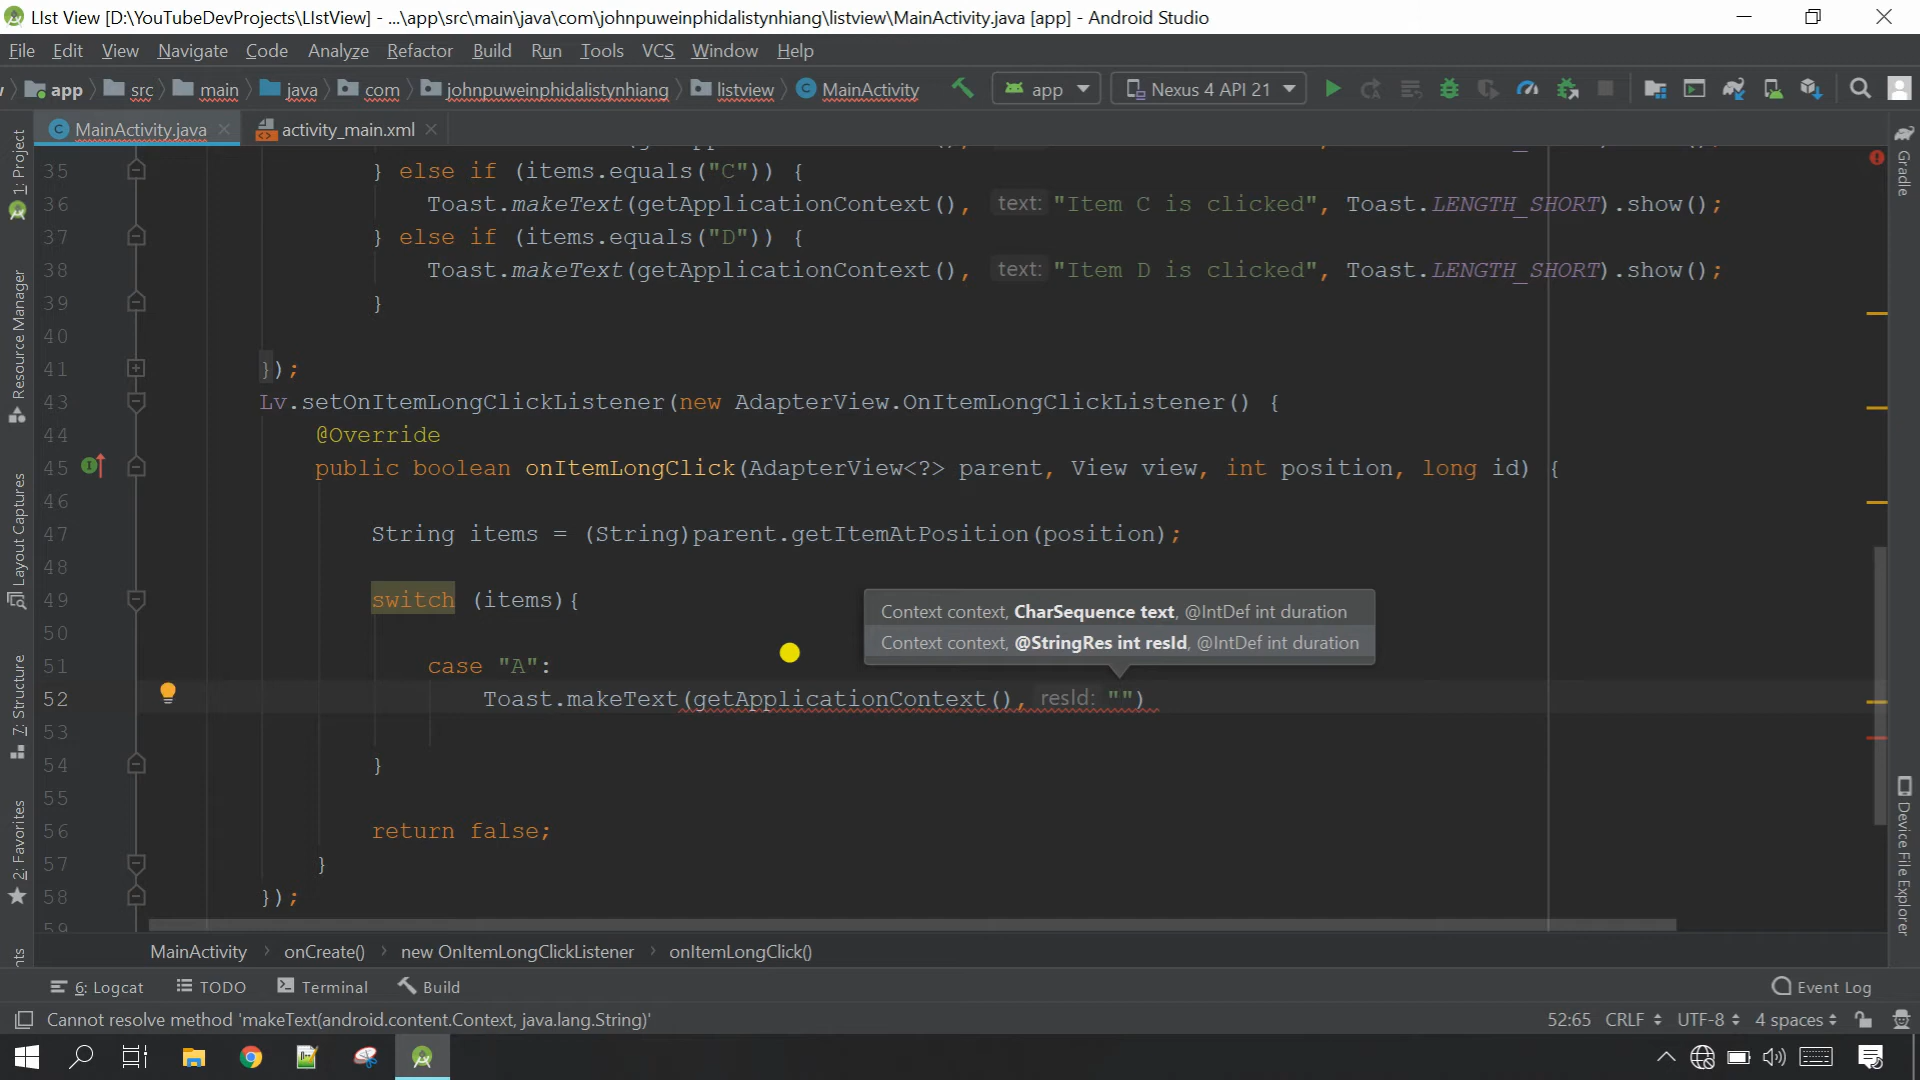 LIst View [D:\YouTubeDevProjects\LIstView] - ...\app\src\main\java\com\johnpuweinphidalistynhiang\listview\MainActivity.java [app] - Android Studio
File Edit View Navigate Code Analyze Refactor Build Run Tools VCS Window Help
app src main java com johnpuweinphidalistynhiang listview MainActivity app Nexus 4 API 21
MainActivity.java activity_main.xml
35 } else if (items.equals("C")) {
36 Toast.makeText(getApplicationContext(), text: "Item C is clicked", Toast.LENGTH_SHORT).show();
37 } else if (items.equals("D")) {
38 Toast.makeText(getApplicationContext(), text: "Item D is clicked", Toast.LENGTH_SHORT).show();
39 }
40
41 });
43 Lv.setOnItemLongClickListener(new AdapterView.OnItemLongClickListener() {
44 @Override
45 public boolean onItemLongClick(AdapterView<?> parent, View view, int position, long id) {
46
47 String items = (String)parent.getItemAtPosition(position);
48
49 switch (items){
Context context, CharSequence text, @IntDef int duration
50
Context context, @StringRes int resId, @IntDef int duration
51 case "A":
52 Toast.makeText(getApplicationContext(), resId: "")
53
54 }
55
56 return false;
57 }
58 });
59
1: Project
Resource Manager
Layout Captures
7: Structure
2: Favorites
Gradle
Device File Explorer
MainActivity onCreate() new OnItemLongClickListener onItemLongClick()
6: Logcat TODO Terminal Build Event Log
Cannot resolve method 'makeText(android.content.Context, java.lang.String)' 52:65 CRLF UTF-8 4 spaces